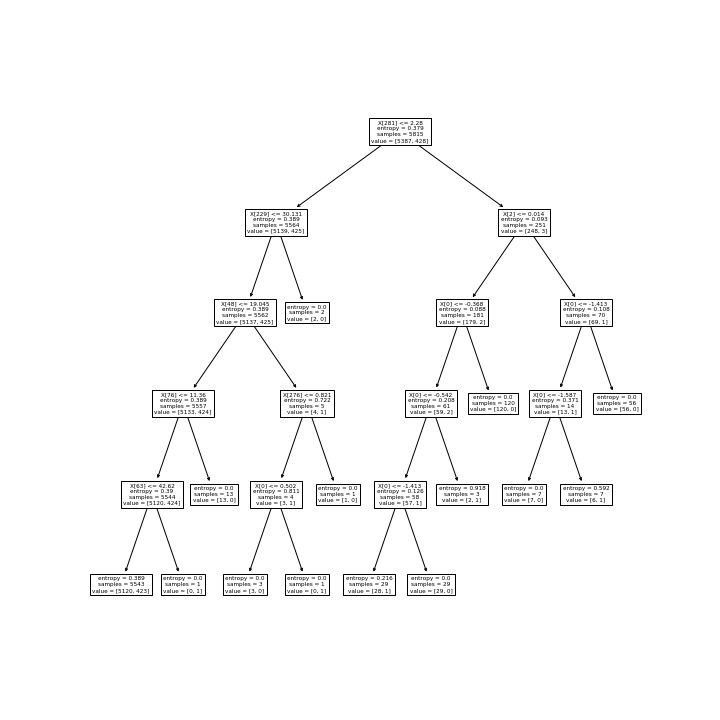 X[281] <= 2.28
entropy = 0.379
samples = 5815
value = [5387, 428]
X[229] <= 30.131
entropy = 0.389
samples = 5564
value = [5139, 425]
X[2] <= 0.014
entropy = 0.093
samples = 251
value = [248, 3]
X[48] <= 19.045
entropy = 0.389
samples = 5562
value = [5137, 425]
entropy = 0.0
samples = 2
value = [2, 0]
X[0] <= -0.368
entropy = 0.088
samples = 181
value = [179, 2]
X[0] <= -1.413
entropy = 0.108
samples = 70
value = [69, 1]
X[76] <= 11.36
entropy = 0.389
samples = 5557
value = [5133, 424]
X[276] <= 0.821
entropy = 0.722
samples = 5
value = [4, 1]
X[0] <= -0.542
entropy = 0.208
samples = 61
value = [59, 2]
entropy = 0.0
samples = 120
value = [120, 0]
X[0] <= -1.587
entropy = 0.371
samples = 14
value = [13, 1]
entropy = 0.0
samples = 56
value = [56, 0]
X[63] <= 42.62
entropy = 0.39
samples = 5544
value = [5120, 424]
entropy = 0.0
samples = 13
value = [13, 0]
X[0] <= 0.502
entropy = 0.811
samples = 4
value = [3, 1]
entropy = 0.0
samples = 1
value = [1, 0]
X[0] <= -1.413
entropy = 0.126
samples = 58
value = [57, 1]
entropy = 0.918
samples = 3
value = [2, 1]
entropy = 0.0
samples = 7
value = [7, 0]
entropy = 0.592
samples = 7
value = [6, 1]
entropy = 0.389
samples = 5543
value = [5120, 423]
entropy = 0.0
samples = 1
value = [0, 1]
entropy = 0.0
samples = 3
value = [3, 0]
entropy = 0.0
samples = 1
value = [0, 1]
entropy = 0.216
samples = 29
value = [28, 1]
entropy = 0.0
samples = 29
value = [29, 0]